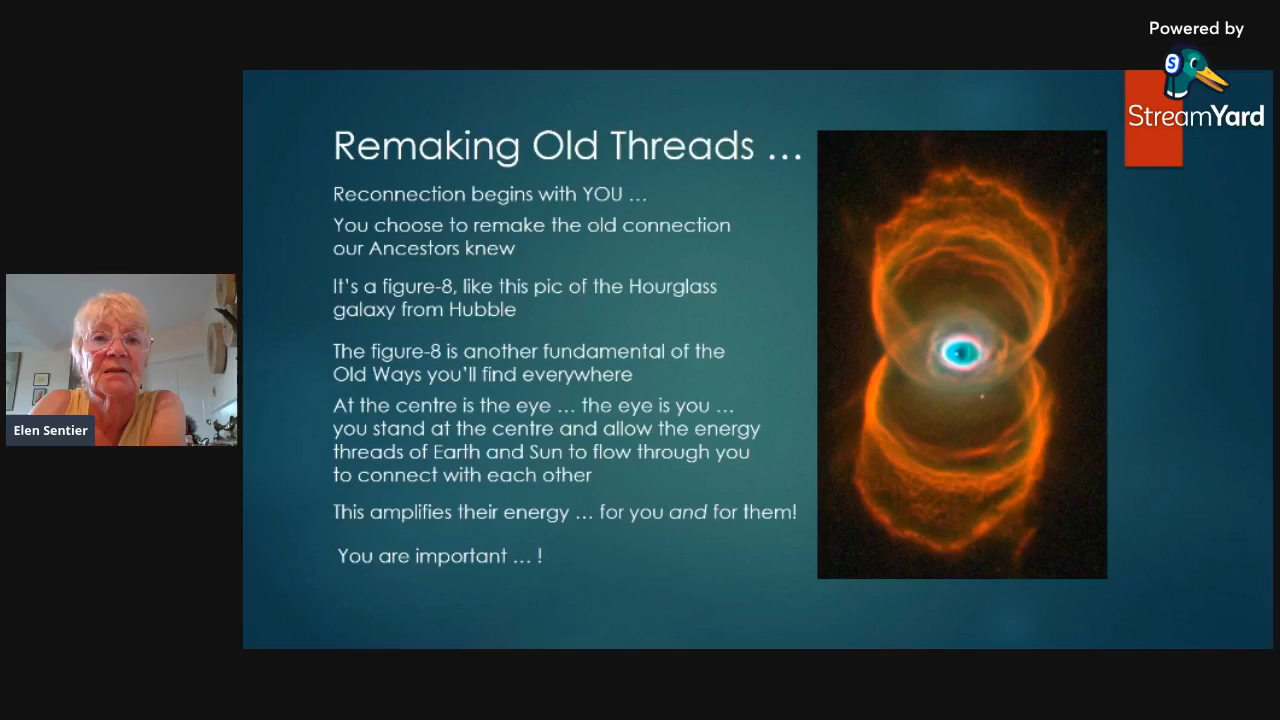 Powered by
S
StreamYard
Remaking Old Threads …
Reconnection begins with YOU …
You choose to remake the old connection
our Ancestors knew
It’s a figure-8, like this pic of the Hourglass
galaxy from Hubble
The figure-8 is another fundamental of the
Old Ways you’ll find everywhere
At the centre is the eye … the eye is you …
you stand at the centre and allow the energy
threads of Earth and Sun to flow through you
to connect with each other
This amplifies their energy … for you and for them!
You are important … !
Elen Sentier